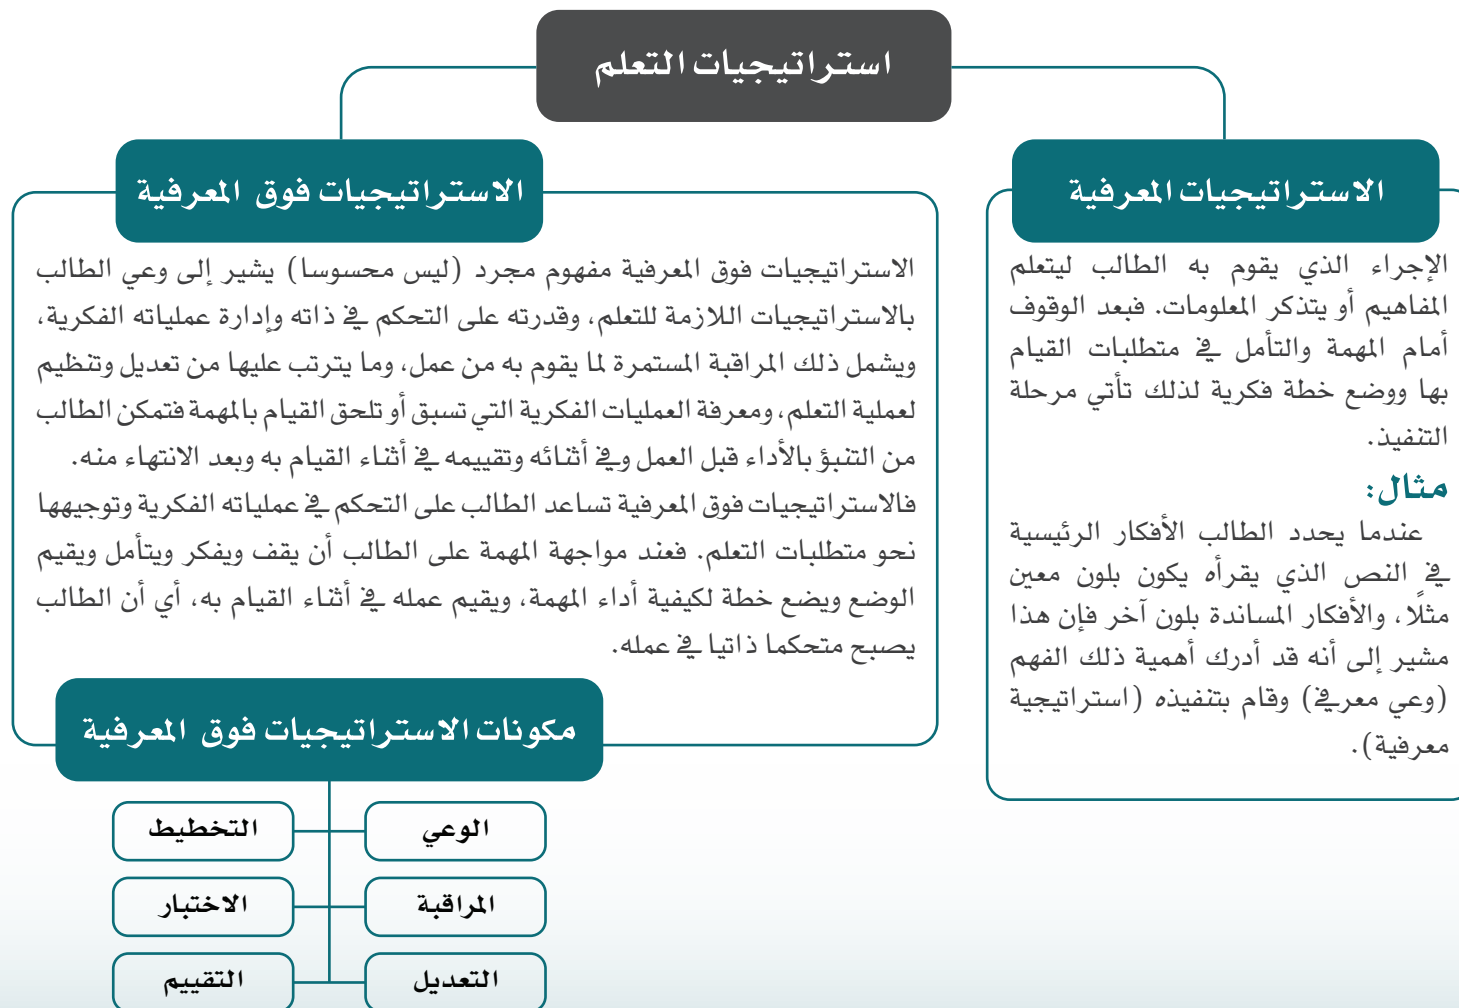 استراتيجيات التعلم
الاستراتيجيات المعرفية
الإجراء الذي يقوم به الطالب ليتعلم
المفاهيم أو يتذكر المعلومات. فبعد الوقوف
أمام المهمة والتأمل في متطلبات القيام
بها ووضع خطة فكرية لذلك تأتي مرحلة
التنفيذ.
مثال:
عندما يحدد الطالب الأفكار الرئيسية
في النص الذي يقرأه يكون بلون معين
مثلًا، والأفكار المساندة بلون آخر فإن هذا
مشير إلى أنه قد أدرك أهمية ذلك الفهم
(وعي معرفي) وقام بتنفيذه (استراتيجية
معرفية).
الاستراتيجيات فوق المعرفية
الاستراتيجيات فوق المعرفية مفهوم مجرد (ليس محسوسا) يشير إلى وعي الطالب
بالاستراتيجيات اللازمة للتعلم، وقدرته على التحكم في ذاته وإدارة عملياته الفكرية،
ويشمل ذلك المراقبة المستمرة لما يقوم به من عمل، وما يترتب عليها من تعديل وتنظيم
لعملية التعلم، ومعرفة العمليات الفكرية التي تسبق أو تلحق القيام بالمهمة فتمكن الطالب
من التنبؤ بالأداء قبل العمل وفي أثنائه وتقييمه في أثناء القيام به وبعد الانتهاء منه.
فالاستراتيجيات فوق المعرفية تساعد الطالب على التحكم في عملياته الفكرية وتوجيهها
نحو متطلبات التعلم. فعند مواجهة المهمة على الطالب أن يقف ويفكر ويتأمل ويقيم
الوضع ويضع خطة لكيفية أداء المهمة، ويقيم عمله في أثناء القيام به، أي أن الطالب
يصبح متحكما ذاتيا في عمله.
مكونات الاستراتيجيات فوق المعرفية
الوعي
التخطيط
المراقبة
الاختبار
التعديل
التقييم